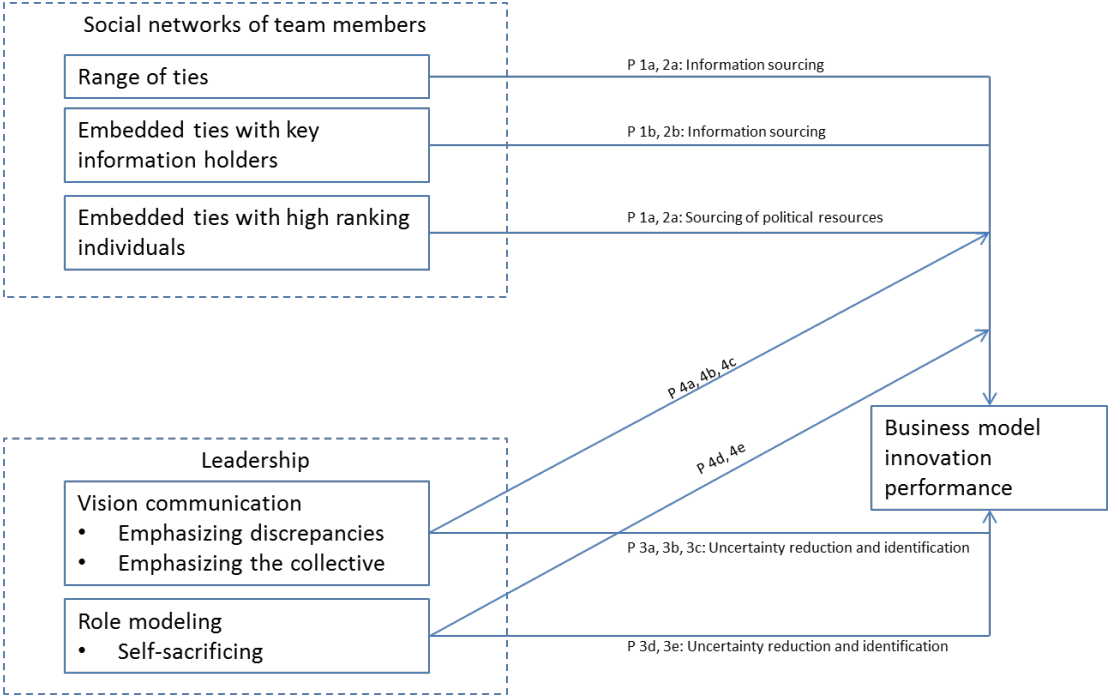 Social networks of team members
Range of ties
P 1a, 2a: Information sourcing
Embedded ties with key
information holders
P 1b, 2b: Information sourcing
Embedded ties with high ranking
individuals
P 1a, 2a: Sourcing of political resources
P 4a, 4b, 4c
P 4d, 4e
Business model
innovation
performance
Leadership
Vision communication
• Emphasizing discrepancies
• Emphasizing the collective
P 3a, 3b, 3c: Uncertainty reduction and identification
Role modeling
• Self-sacrificing
P 3d, 3e: Uncertainty reduction and identification